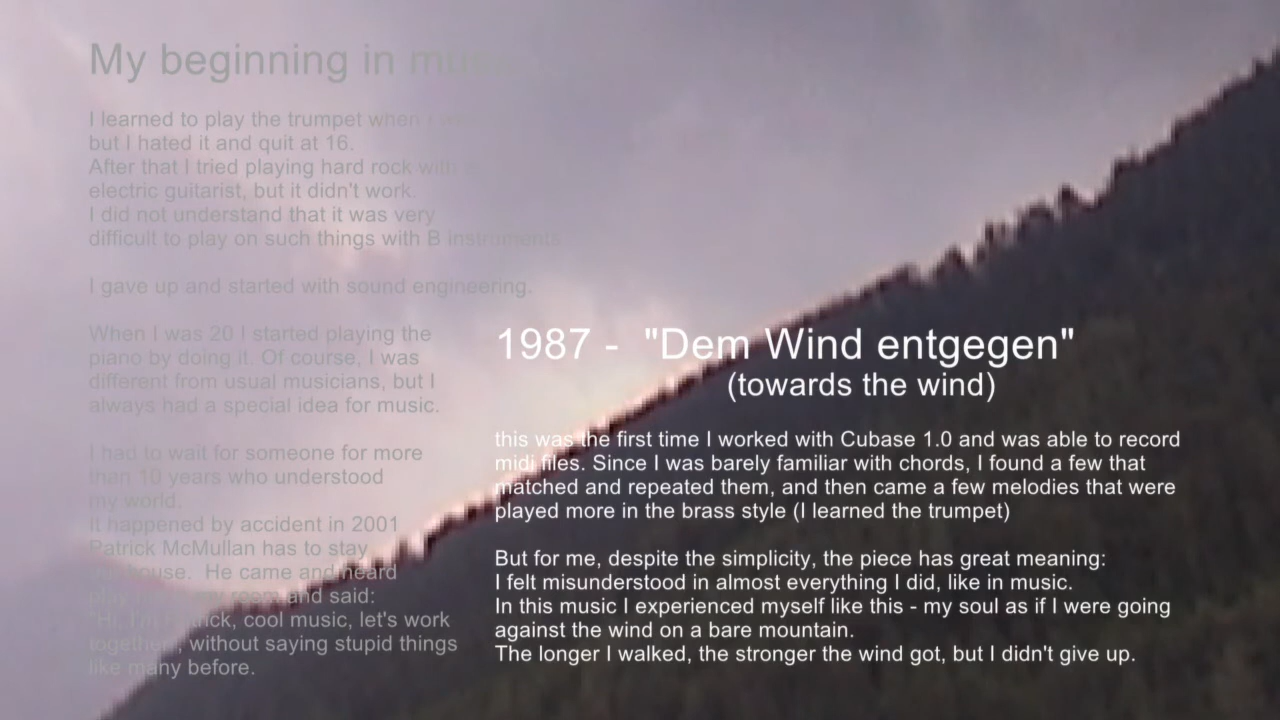 My beginning in music
I learned to play the trumpet when I was
but I hated it and quit at 16.
After that I tried playing hard rock with
electric guitarist, but it didn't work.
I did not understand that it was very
difficult to play on such things with B instruments.
I gave up and started with sound engineering.
When I was 20 I started playing the
piano by doing it. Of course, I was
different from usual musicians, but I
always had a special idea for music.
I had to wait for someone for more
than 10 years who understood
my world.
It happened by accident in 2001
Patrick McMullan has to stay
house. He came and heard
play room and said:
"Hi, I'm Patrick, cool music, let's work
together", without saying stupid things
like many before.
1987 - "Dem Wind entgegen"
(towards the wind)
this was the first time I worked with Cubase 1.0 and was able to record
midi files. Since I was barely familiar with chords, I found a few that
matched and repeated them, and then came a few melodies that were
played more in the brass style (I learned the trumpet)
But for me, despite the simplicity, the piece has great meaning:
I felt misunderstood in almost everything I did, like in music.
In this music I experienced myself like this - my soul as if I were going
against the wind on a bare mountain.
The longer I walked, the stronger the wind got, but I didn't give up.